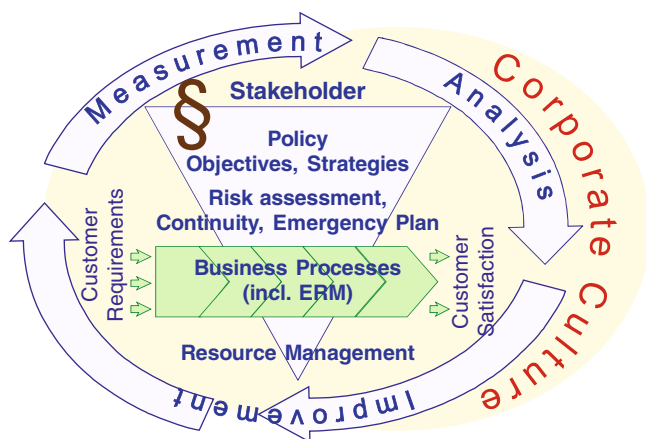 Measurement
Analysis
Corporate Culture
§
Stakeholder
Policy
Objectives, Strategies
Risk assessment,
Continuity, Emergency Plan
Customer
Requirements
Business Processes
(incl. ERM)
Customer
Satisfaction
Resource Management
Improvement